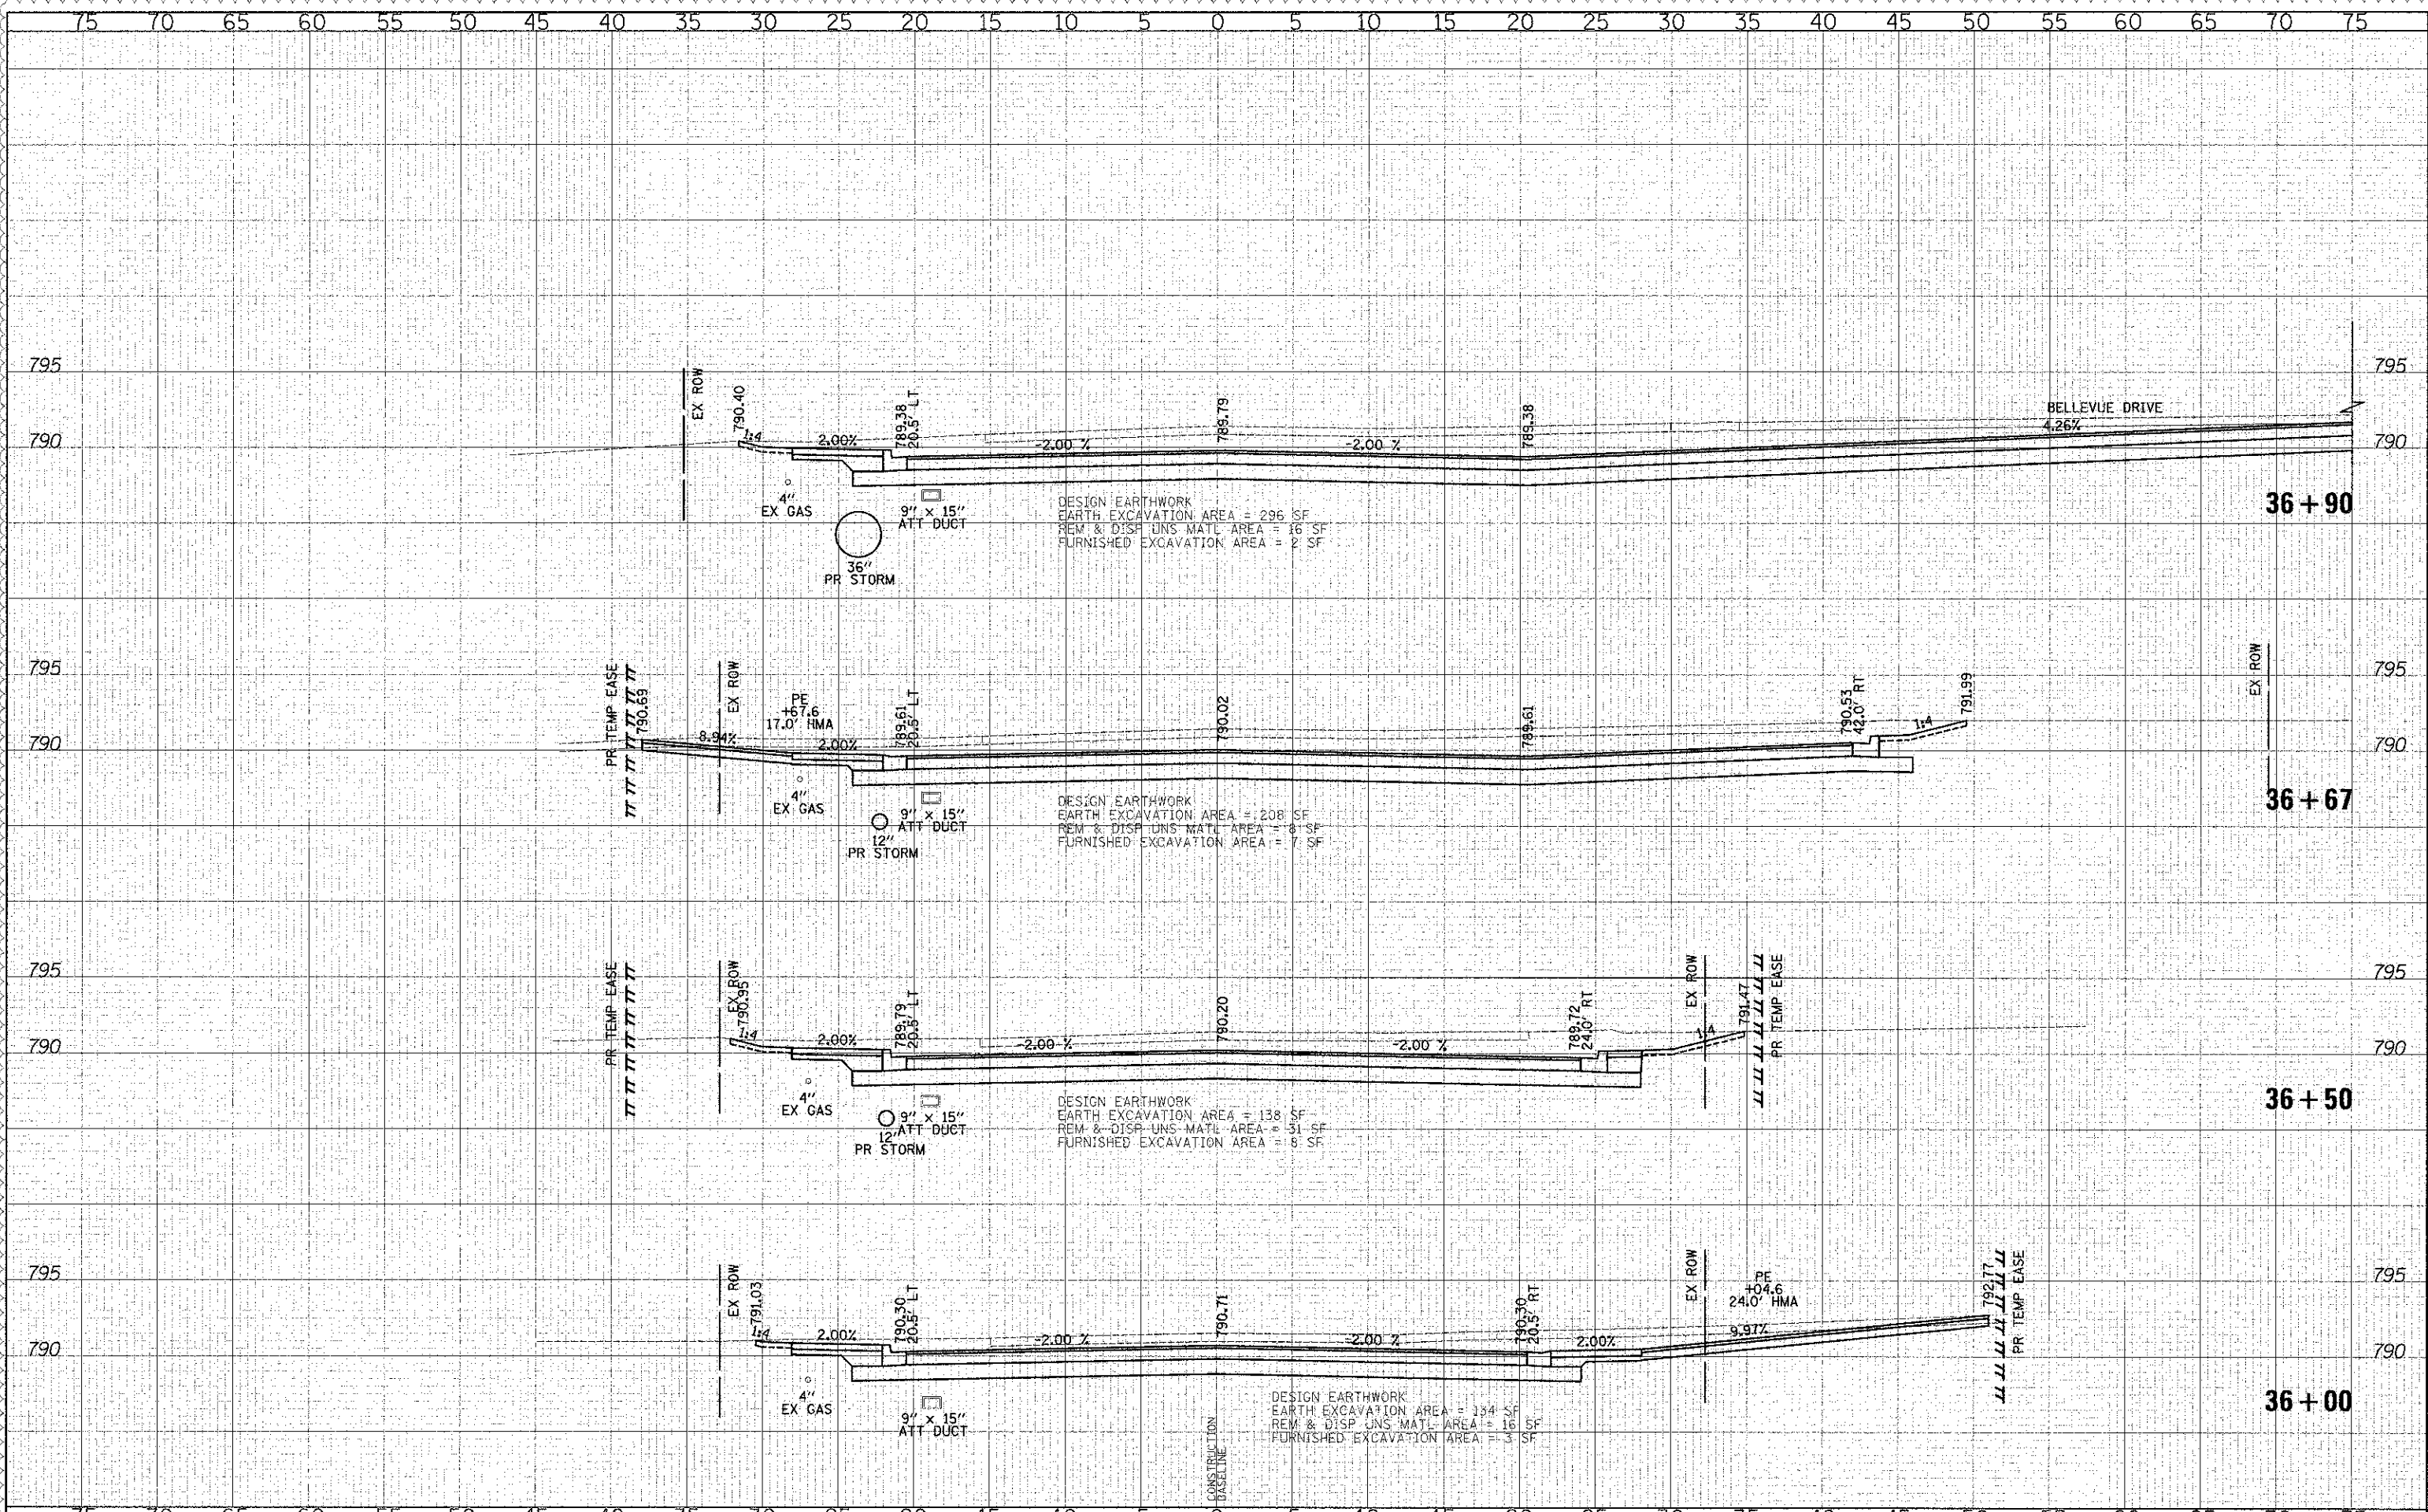 75 70 65 60 55 50 45 40 35 30 25 20 15 10 5 0 5 10 15 20 25 30 35 40 45 50 55 60 65 70 75
795 795
EX ROW
790.40
789.38
20.5' LT
789.79
789.38
BELLEVUE DRIVE
790 1:4 2.00% -2.00 % -2.00 % 4.26% 790
4"
EX GAS
9" x 15"
ATT DUCT
36"
PR STORM
DESIGN EARTHWORK
EARTH EXCAVATION AREA = 296 SF
REM & DISP UNS MATL AREA = 16 SF
FURNISHED EXCAVATION AREA = 2 SF
36+90
795 795
PR TEMP EASE
790.69
EX ROW
PE
+67.6
17.0' HMA
789.61
20.5' LT
790.02
789.61
790.53
42.0' RT
791.99
EX ROW
790 8.94% 2.00% 1:4 790
4"
EX GAS
9" x 15"
ATT DUCT
12"
PR STORM
DESIGN EARTHWORK
EARTH EXCAVATION AREA = 208 SF
REM & DISP UNS MATL AREA = 8 SF
FURNISHED EXCAVATION AREA = 7 SF
36+67
795 795
PR TEMP EASE
EX ROW
790.95
789.79
20.5' LT
790.20
789.72
24.0' RT
EX ROW
791.47
PR TEMP EASE
790 1:4 2.00% -2.00 % -2.00 % 1:4 790
4"
EX GAS
9" x 15"
ATT DUCT
12"
PR STORM
DESIGN EARTHWORK
EARTH EXCAVATION AREA = 138 SF
REM & DISP UNS MATL AREA = 31 SF
FURNISHED EXCAVATION AREA = 8 SF
36+50
795 795
EX ROW
791.03
790.30
20.5' LT
790.71
790.30
20.5' RT
EX ROW
PE
+04.6
24.0' HMA
792.77
PR TEMP EASE
790 1:4 2.00% -2.00 % -2.00 % 2.00% 9.97% 790
4"
EX GAS
9" x 15"
ATT DUCT
DESIGN EARTHWORK
EARTH EXCAVATION AREA = 134 SF
REM & DISP UNS MATL AREA = 16 SF
FURNISHED EXCAVATION AREA = 3 SF
36+00
CONSTRUCTION
BASELINE